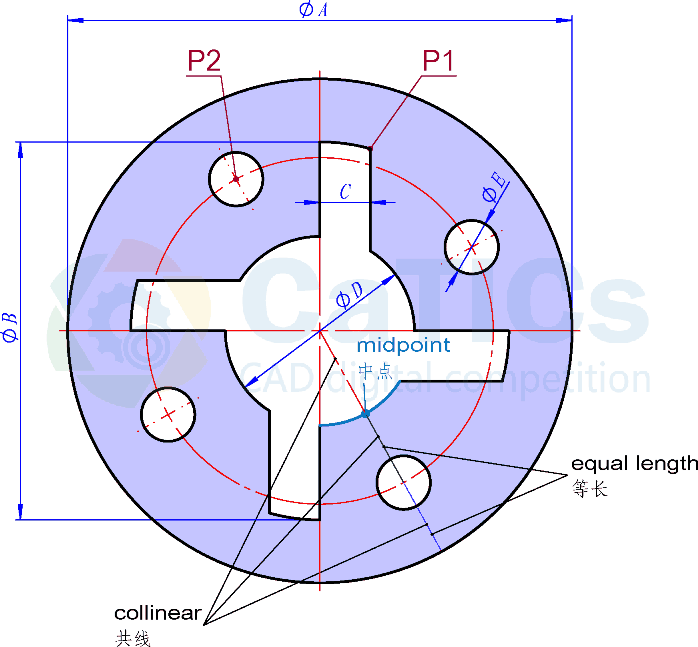 ΦA
P2
P1
C
ΦE
CaTICs
ΦD
ΦB
midpoint
中点
CAD digital competition
equal length
等长
collinear
共线